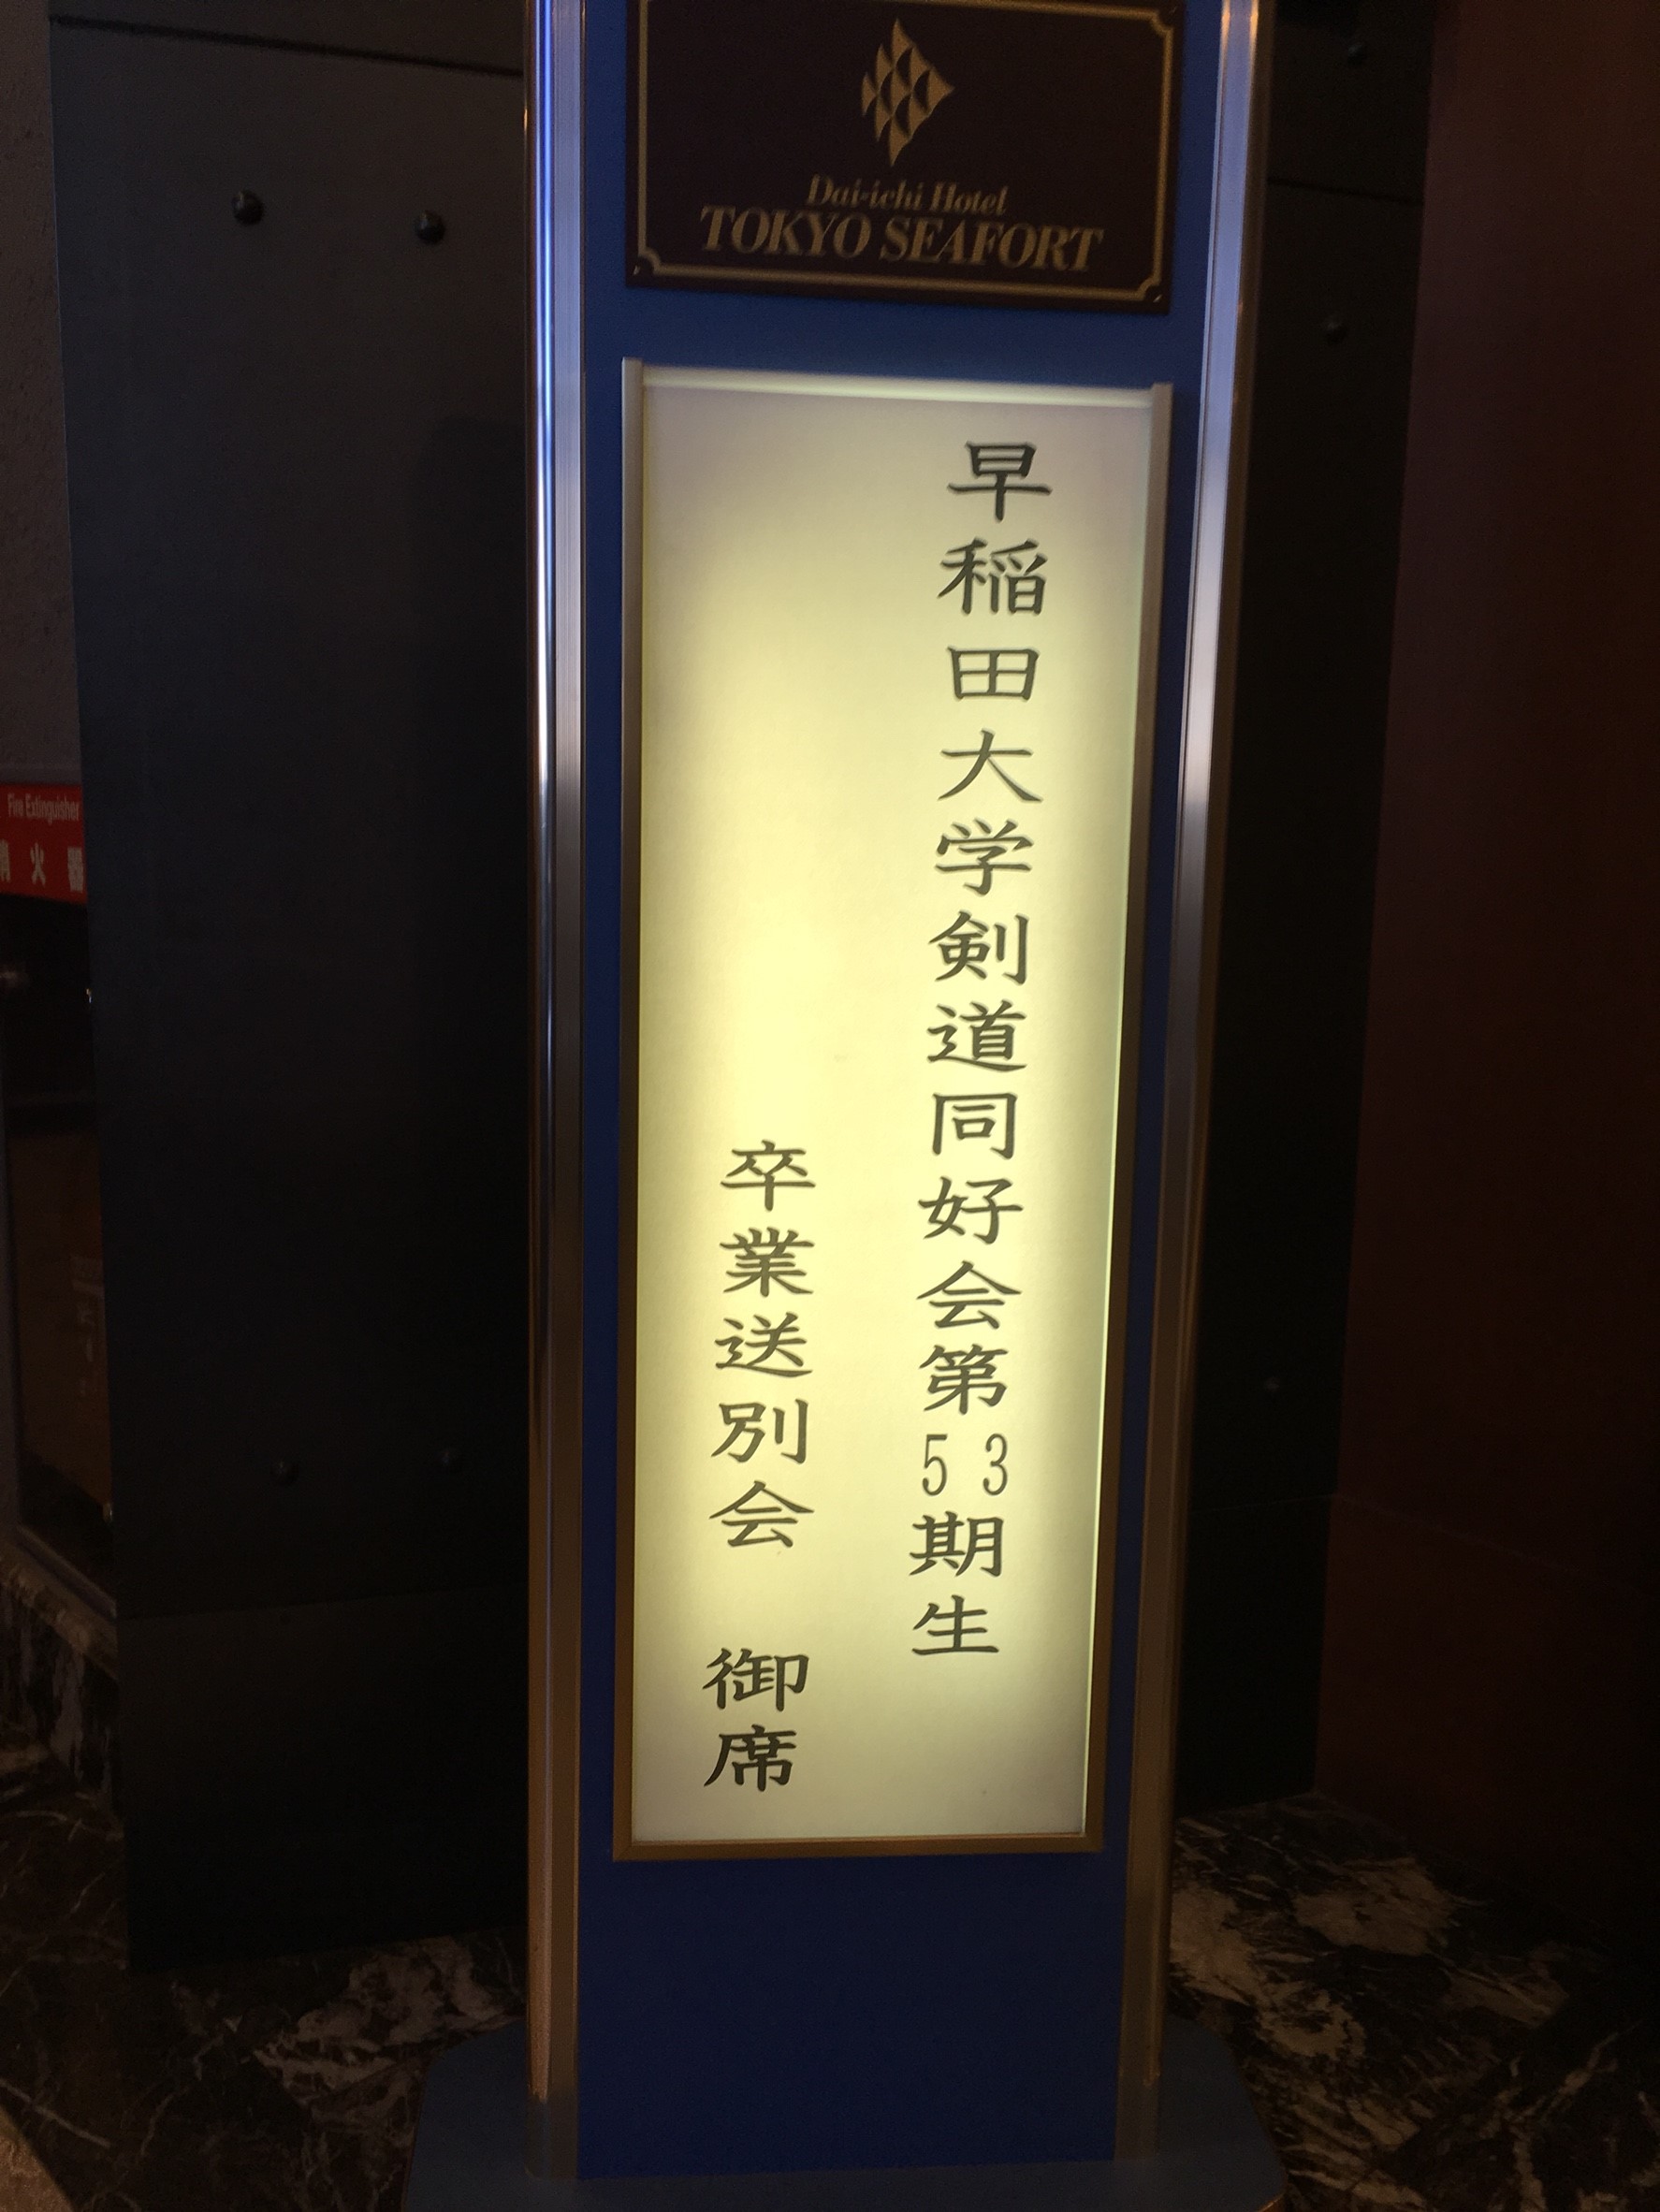 Dai-ichi Hotel
TOKYO SEAFORT
早稲田大学剣道同好会第53期生
卒業送別会　御席
Fire Extinguisher
消火器